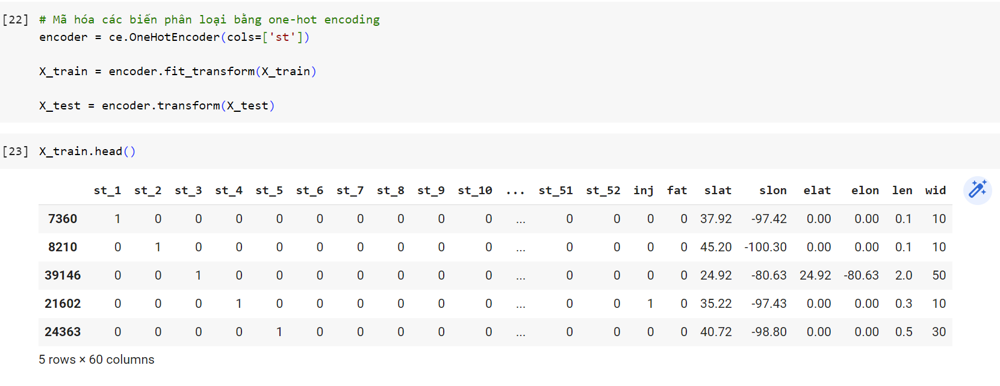 [22] # Mã hóa các biến phân loại bằng one-hot encoding
encoder = ce.OneHotEncoder(cols=['st'])
X_train = encoder.fit_transform(X_train)
X_test = encoder.transform(X_test)
[23] X_train.head()
st_1 st_2 st_3 st_4 st_5 st_6 st_7 st_8 st_9 st_10 ... st_51 st_52 inj fat slat slon elat elon len wid
7360 1 0 0 0 0 0 0 0 0 0 ... 0 0 0 0 37.92 -97.42 0.00 0.00 0.1 10
8210 0 1 0 0 0 0 0 0 0 0 ... 0 0 0 0 45.20 -100.30 0.00 0.00 0.1 10
39146 0 0 1 0 0 0 0 0 0 0 ... 0 0 0 0 24.92 -80.63 24.92 -80.63 2.0 50
21602 0 0 0 1 0 0 0 0 0 0 ... 0 0 1 0 35.22 -97.43 0.00 0.00 0.3 10
24363 0 0 0 0 1 0 0 0 0 0 ... 0 0 0 0 40.72 -98.80 0.00 0.00 0.5 30
5 rows × 60 columns